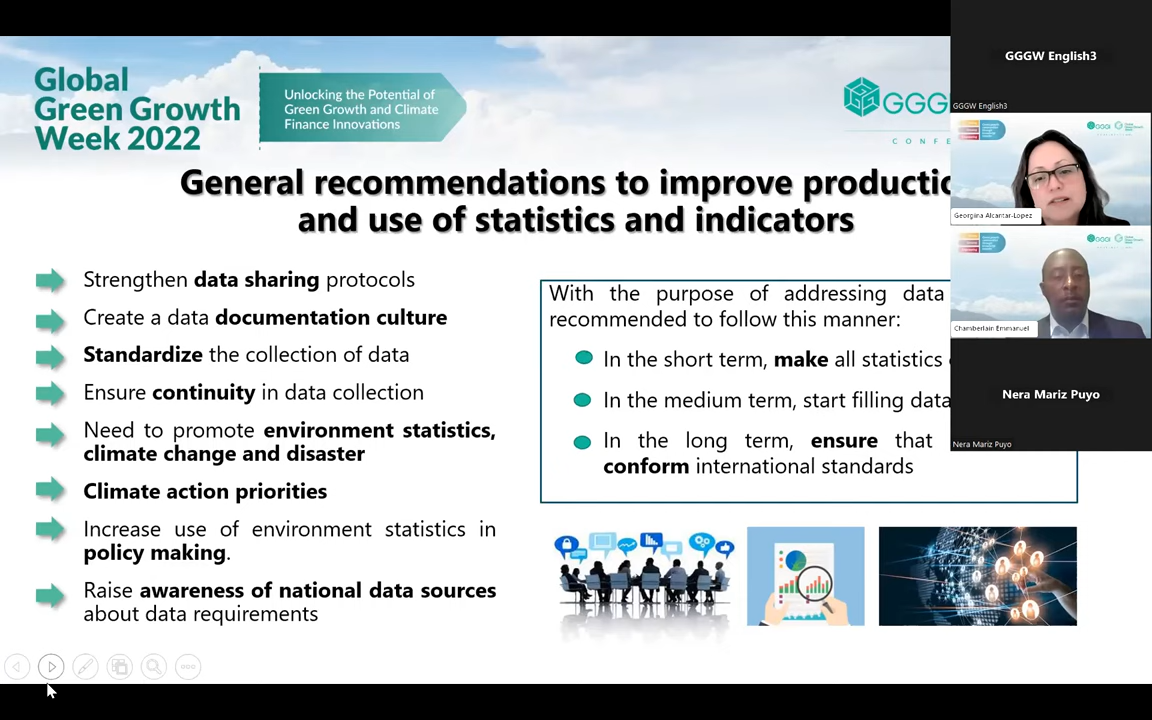 Global
Green Growth
Week 2022
Unlocking the Potential of
Green Growth and Climate
Finance Innovations
GGG
CONFE
General recommendations to improve productio
and use of statistics and indicators
Strengthen data sharing protocols
Create a data documentation culture
Standardize the collection of data
Ensure continuity in data collection
Need to promote environment statistics,
climate change and disaster
Climate action priorities
Increase use of environment statistics in
policy making.
Raise awareness of national data sources
about data requirements
With the purpose of addressing data
recommended to follow this manner:
In the short term, make all statistics
In the medium term, start filling data
In the long term, ensure that
conform international standards
GGGW English3
GGGW English3
Georgina Alcantar-Lopez
Chamberlain Emmanuel
Nera Mariz Puyo
Nera Mariz Puyo